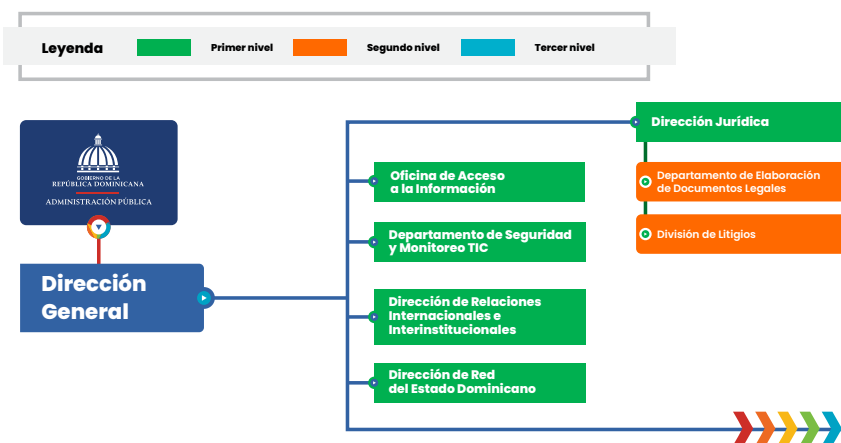 Leyenda
Primer nivel
Segundo nivel
Tercer nivel
GOBIERNO DE LA
REPÚBLICA DOMINICANA
ADMINISTRACIÓN PÚBLICA
Dirección
General
Oficina de Acceso
a la Información
Departamento de Seguridad
y Monitoreo TIC
Dirección de Relaciones
Internacionales e
Interinstitucionales
Dirección de Red
del Estado Dominicano
Dirección Jurídica
Departamento de Elaboración
de Documentos Legales
División de Lítigios